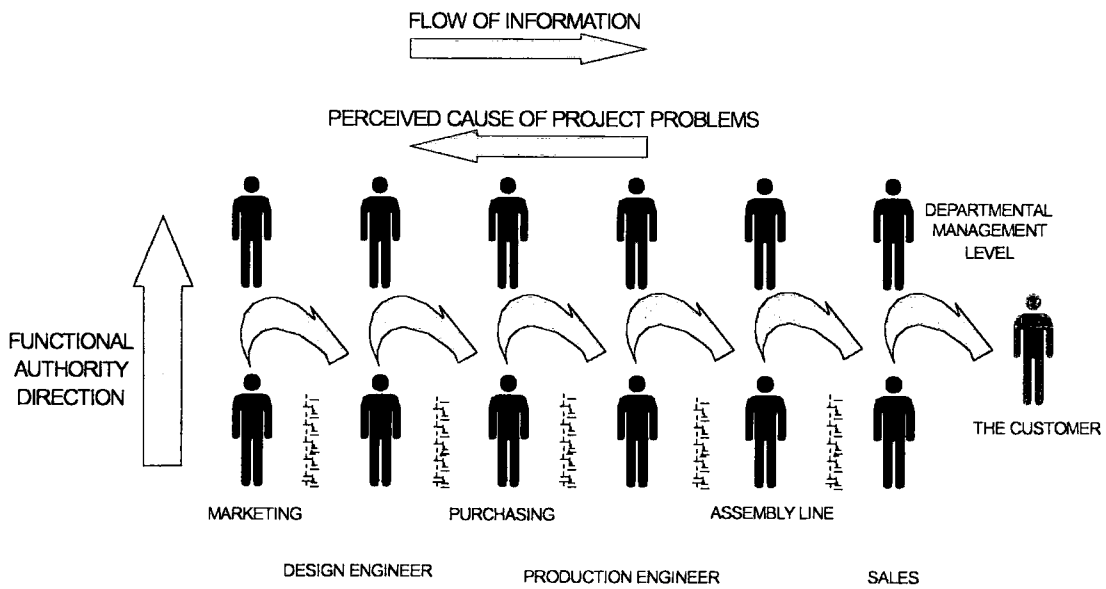 FLOW OF INFORMATION
PERCEIVED CAUSE OF PROJECT PROBLEMS
DEPARTMENTAL
MANAGEMENT
LEVEL
FUNCTIONAL
AUTHORITY
DIRECTION
THE CUSTOMER
MARKETING
PURCHASING
ASSEMBLY LINE
DESIGN ENGINEER
PRODUCTION ENGINEER
SALES